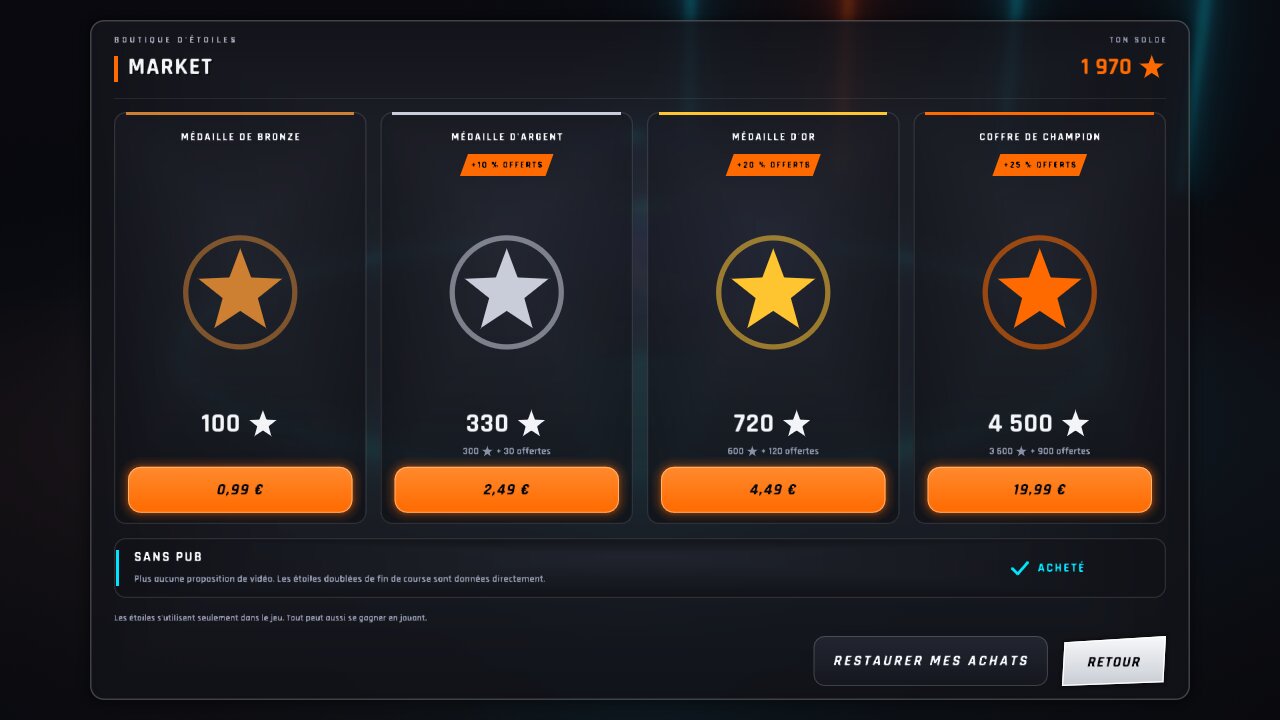 BOUTIQUE D'ÉTOILES
TON SOLDE
MARKET
1 970
MÉDAILLE DE BRONZE
MÉDAILLE D'ARGENT
MÉDAILLE D'OR
COFFRE DE CHAMPION
+10 % OFFERTS
+20 % OFFERTS
+25 % OFFERTS
100
330
720
4 500
300 ★ + 30 offertes
600 ★ + 120 offertes
3 600 ★ + 900 offertes
0,99 €
2,49 €
4,49 €
19,99 €
SANS PUB
Plus aucune proposition de vidéo. Les étoiles doublées de fin de course sont données directement.
ACHETÉ
Les étoiles s'utilisent seulement dans le jeu. Tout peut aussi se gagner en jouant.
RESTAURER MES ACHATS
RETOUR